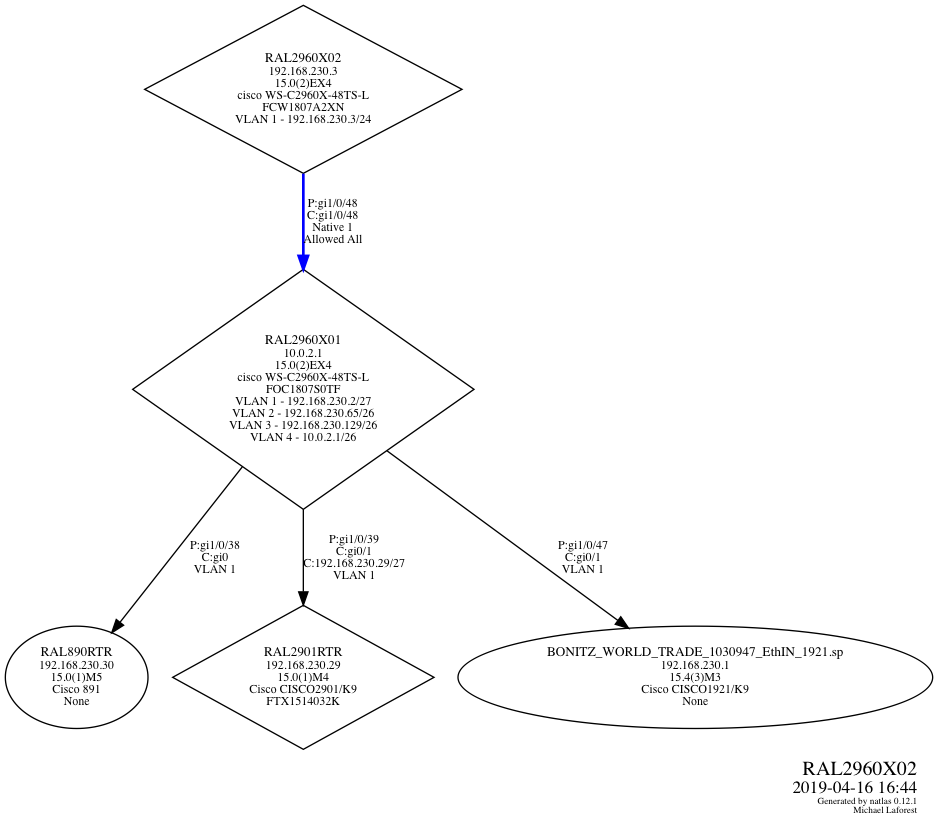 RAL2960X02
192.168.230.3
15.0(2)EX4
cisco WS-C2960X-48TS-L
FCW1807A2XN
VLAN 1 - 192.168.230.3/24
P:gi1/0/48
C:gi1/0/48
Native 1
Allowed All
RAL2960X01
10.0.2.1
15.0(2)EX4
cisco WS-C2960X-48TS-L
FOC1807S0TF
VLAN 1 - 192.168.230.2/27
VLAN 2 - 192.168.230.65/26
VLAN 3 - 192.168.230.129/26
VLAN 4 - 10.0.2.1/26
P:gi1/0/38
C:gi0
VLAN 1
P:gi1/0/39
C:gi0/1
C:192.168.230.29/27
VLAN 1
P:gi1/0/47
C:gi0/1
VLAN 1
RAL890RTR
192.168.230.30
15.0(1)M5
Cisco 891
None
RAL2901RTR
192.168.230.29
15.0(1)M4
Cisco CISCO2901/K9
FTX1514032K
BONITZ_WORLD_TRADE_1030947_EthIN_1921.sp
192.168.230.1
15.4(3)M3
Cisco CISCO1921/K9
None
RAL2960X02
2019-04-16 16:44
Generated by natlas 0.12.1
Michael Laforest